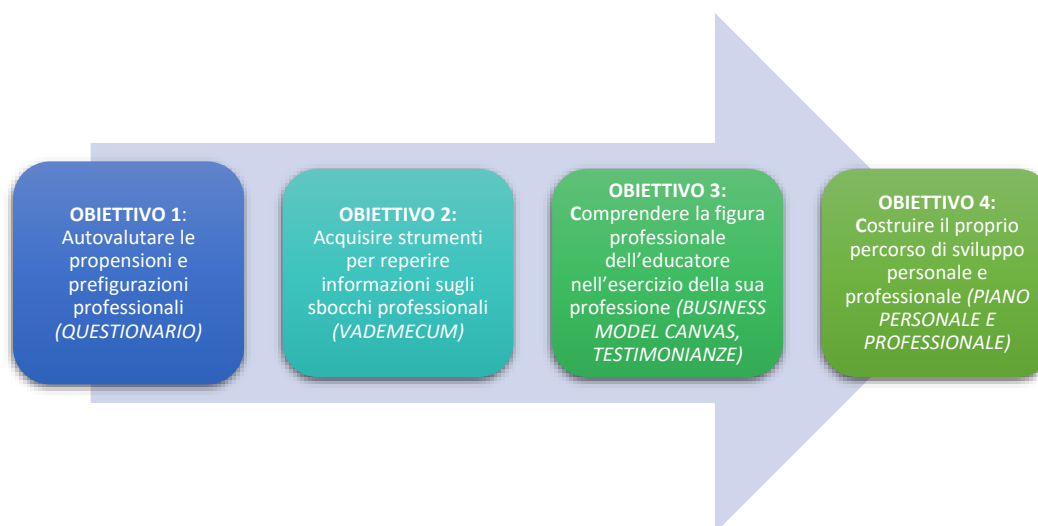 OBIETTIVO 1:
Autovalutare le
propensioni e
prefigurazioni
professionali
(QUESTIONARIO)
OBIETTIVO 2:
Acquisire strumenti
per reperire
informazioni sugli
sbocchi professionali
(VADEMECUM)
OBIETTIVO 3:
Comprendere la figura
professionale
dell’educatore
nell’esercizio della sua
professione (BUSINESS
MODEL CANVAS,
TESTIMONIANZE)
OBIETTIVO 4:
Costruire il proprio
percorso di sviluppo
personale e
professionale (PIANO
PERSONALE E
PROFESSIONALE)